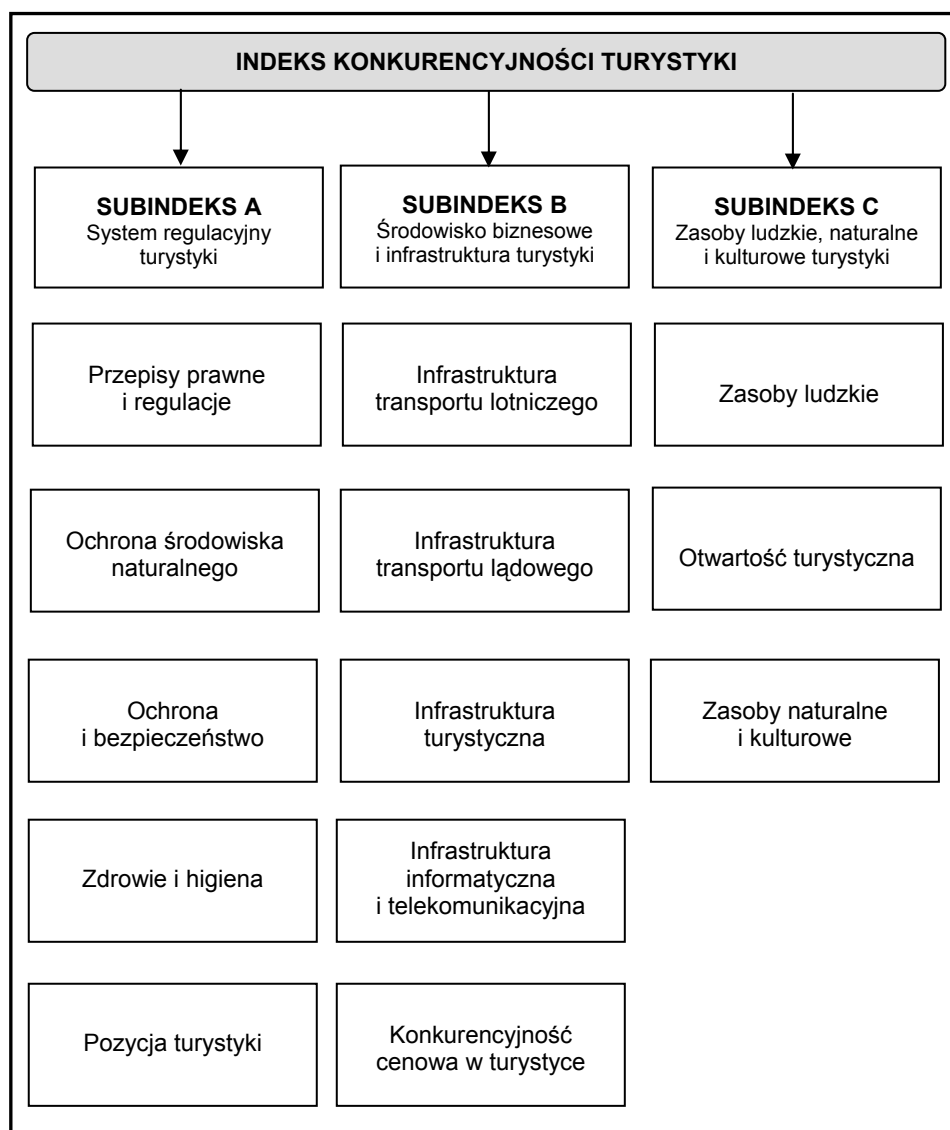 INDEKS KONKURENCYJNOŚCI TURYSTYKI
SUBINDEKS A
System regulacyjny
turystyki
SUBINDEKS B
Środowisko biznesowe
i infrastruktura turystyki
SUBINDEKS C
Zasoby ludzkie, naturalne
i kulturowe turystyki
Przepisy prawne
i regulacje
Infrastruktura
transportu lotniczego
Zasoby ludzkie
Ochrona środowiska
naturalnego
Infrastruktura
transportu lądowego
Otwartość turystyczna
Ochrona
i bezpieczeństwo
Infrastruktura
turystyczna
Zasoby naturalne
i kulturowe
Zdrowie i higiena
Infrastruktura
informatyczna
i telekomunikacyjna
Pozycja turystyki
Konkurencyjność
cenowa w turystyce